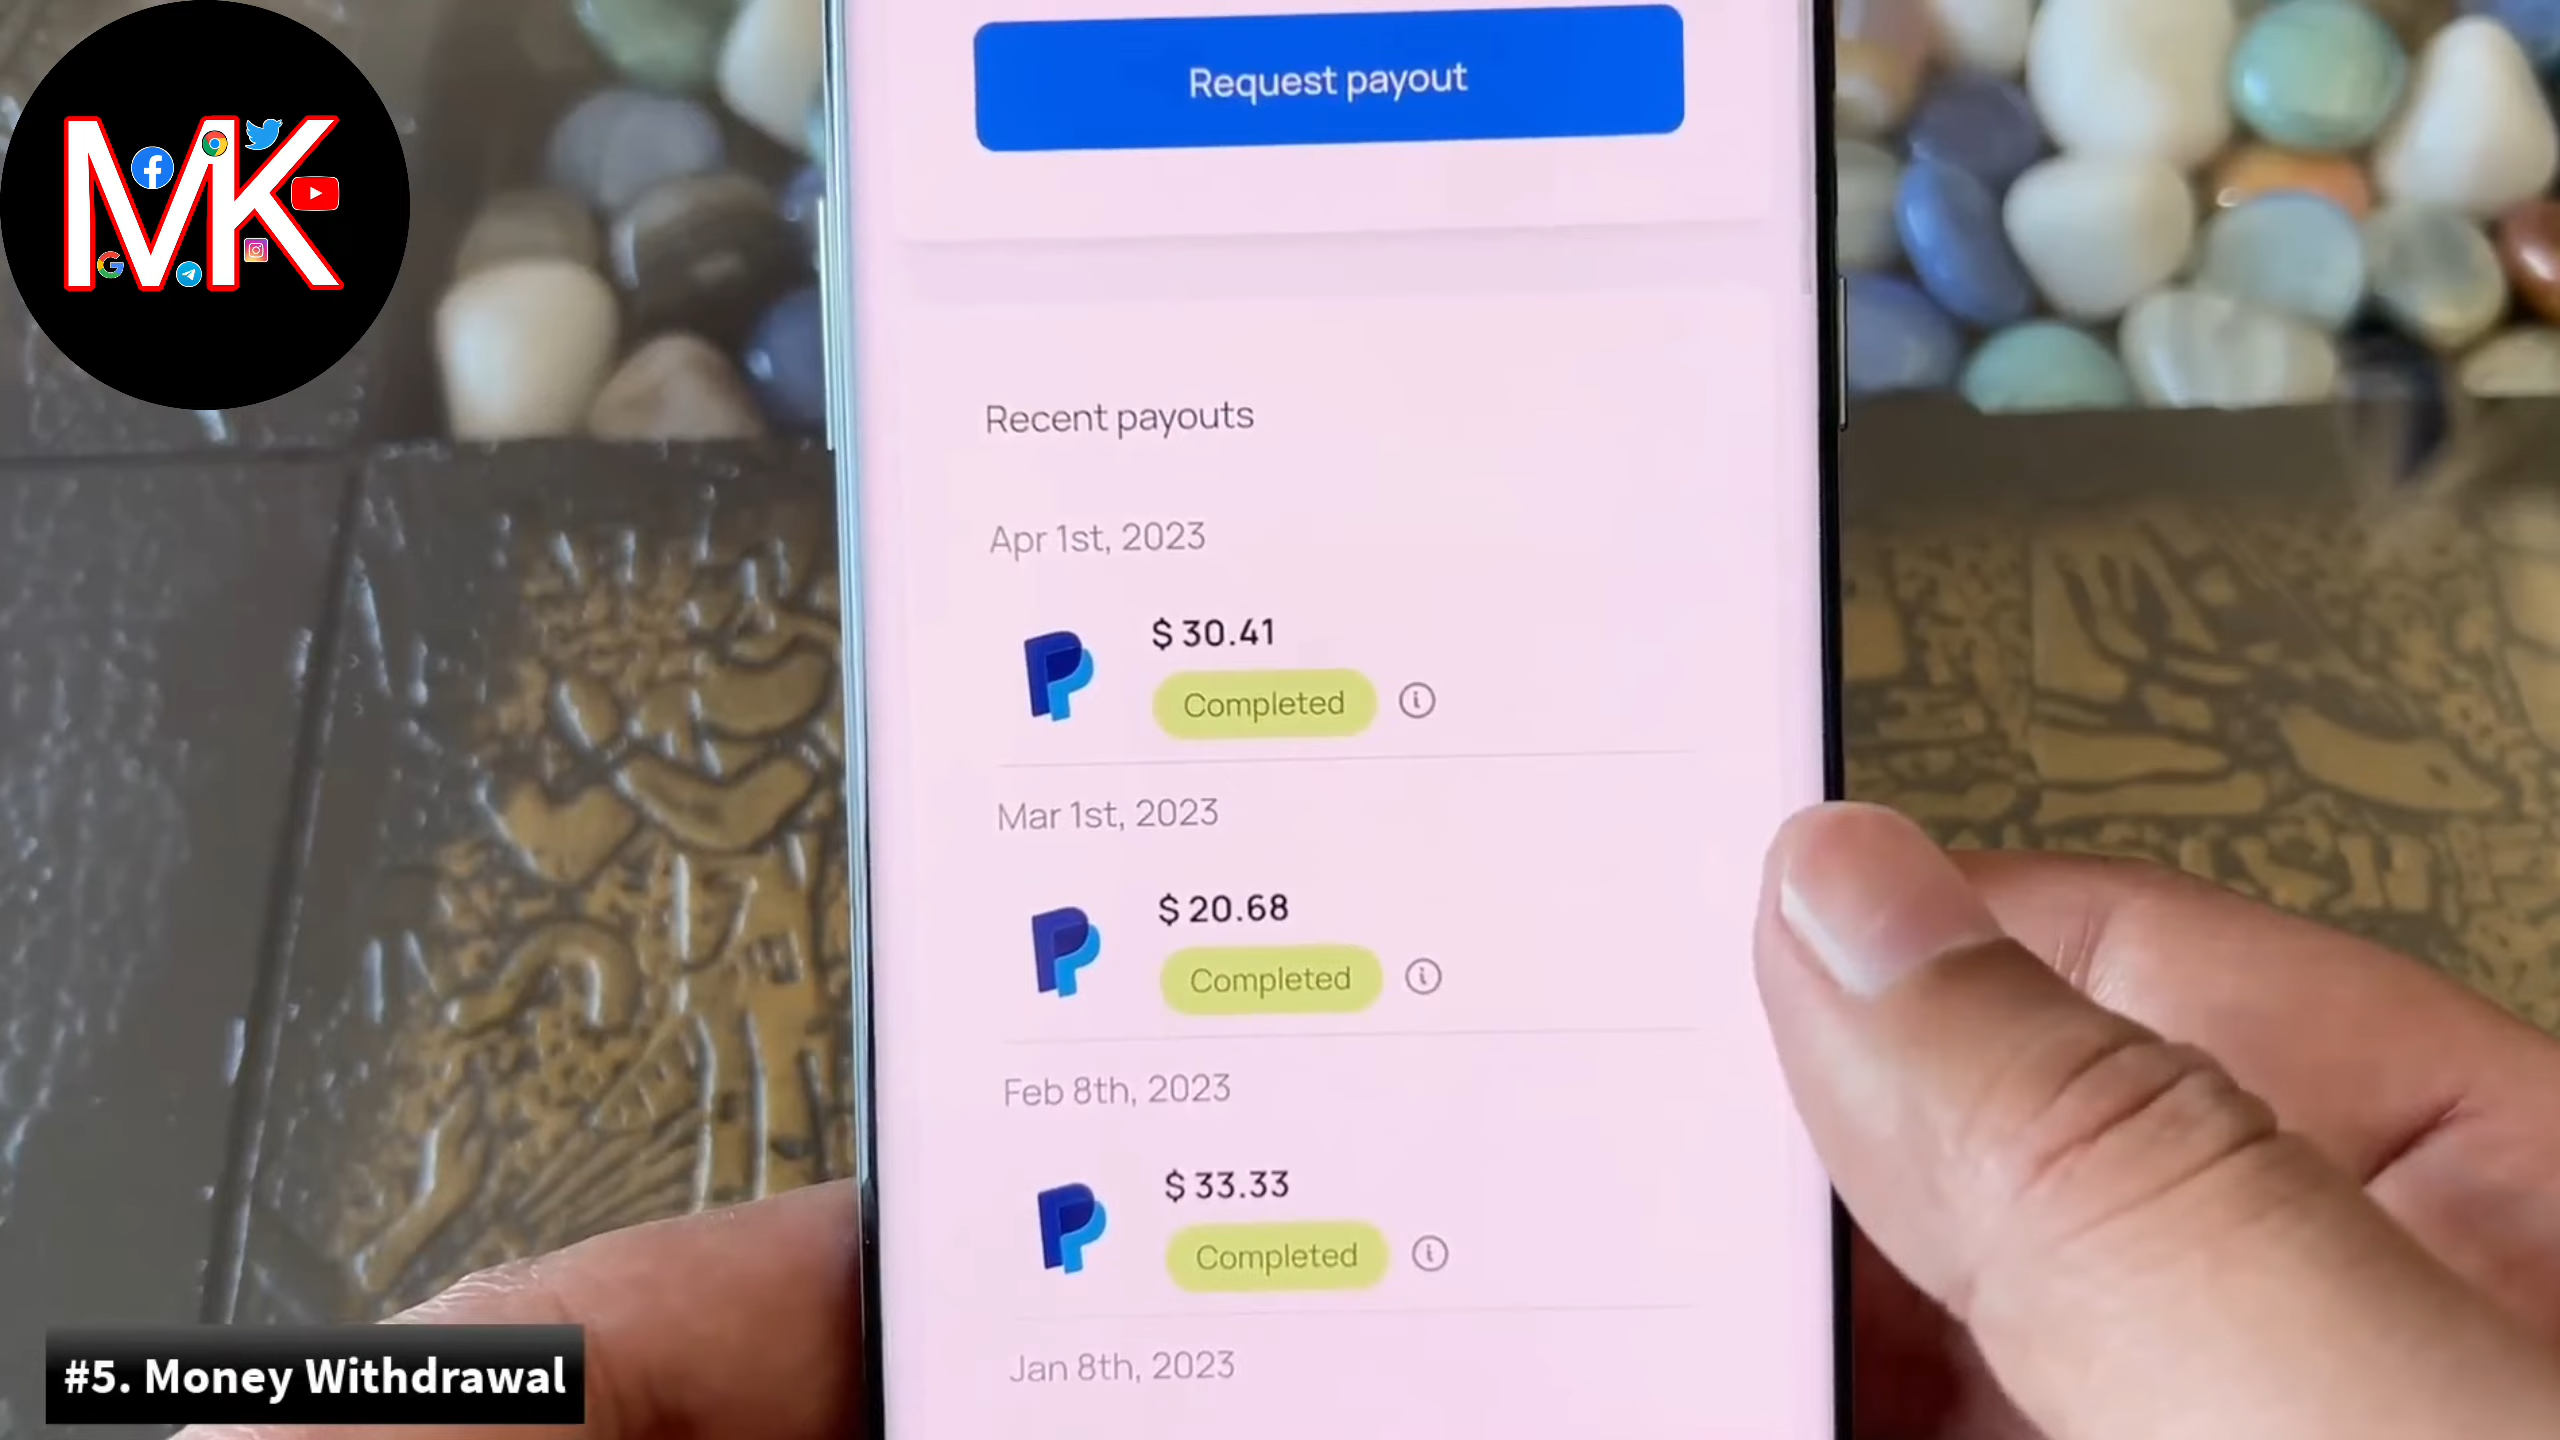 MK
Request payout
Recent payouts
Apr 1st, 2023
$ 30.41
Completed
Mar 1st, 2023
$ 20.68
Completed
Feb 8th, 2023
$ 33.33
Completed
Jan 8th, 2023
#5. Money Withdrawal